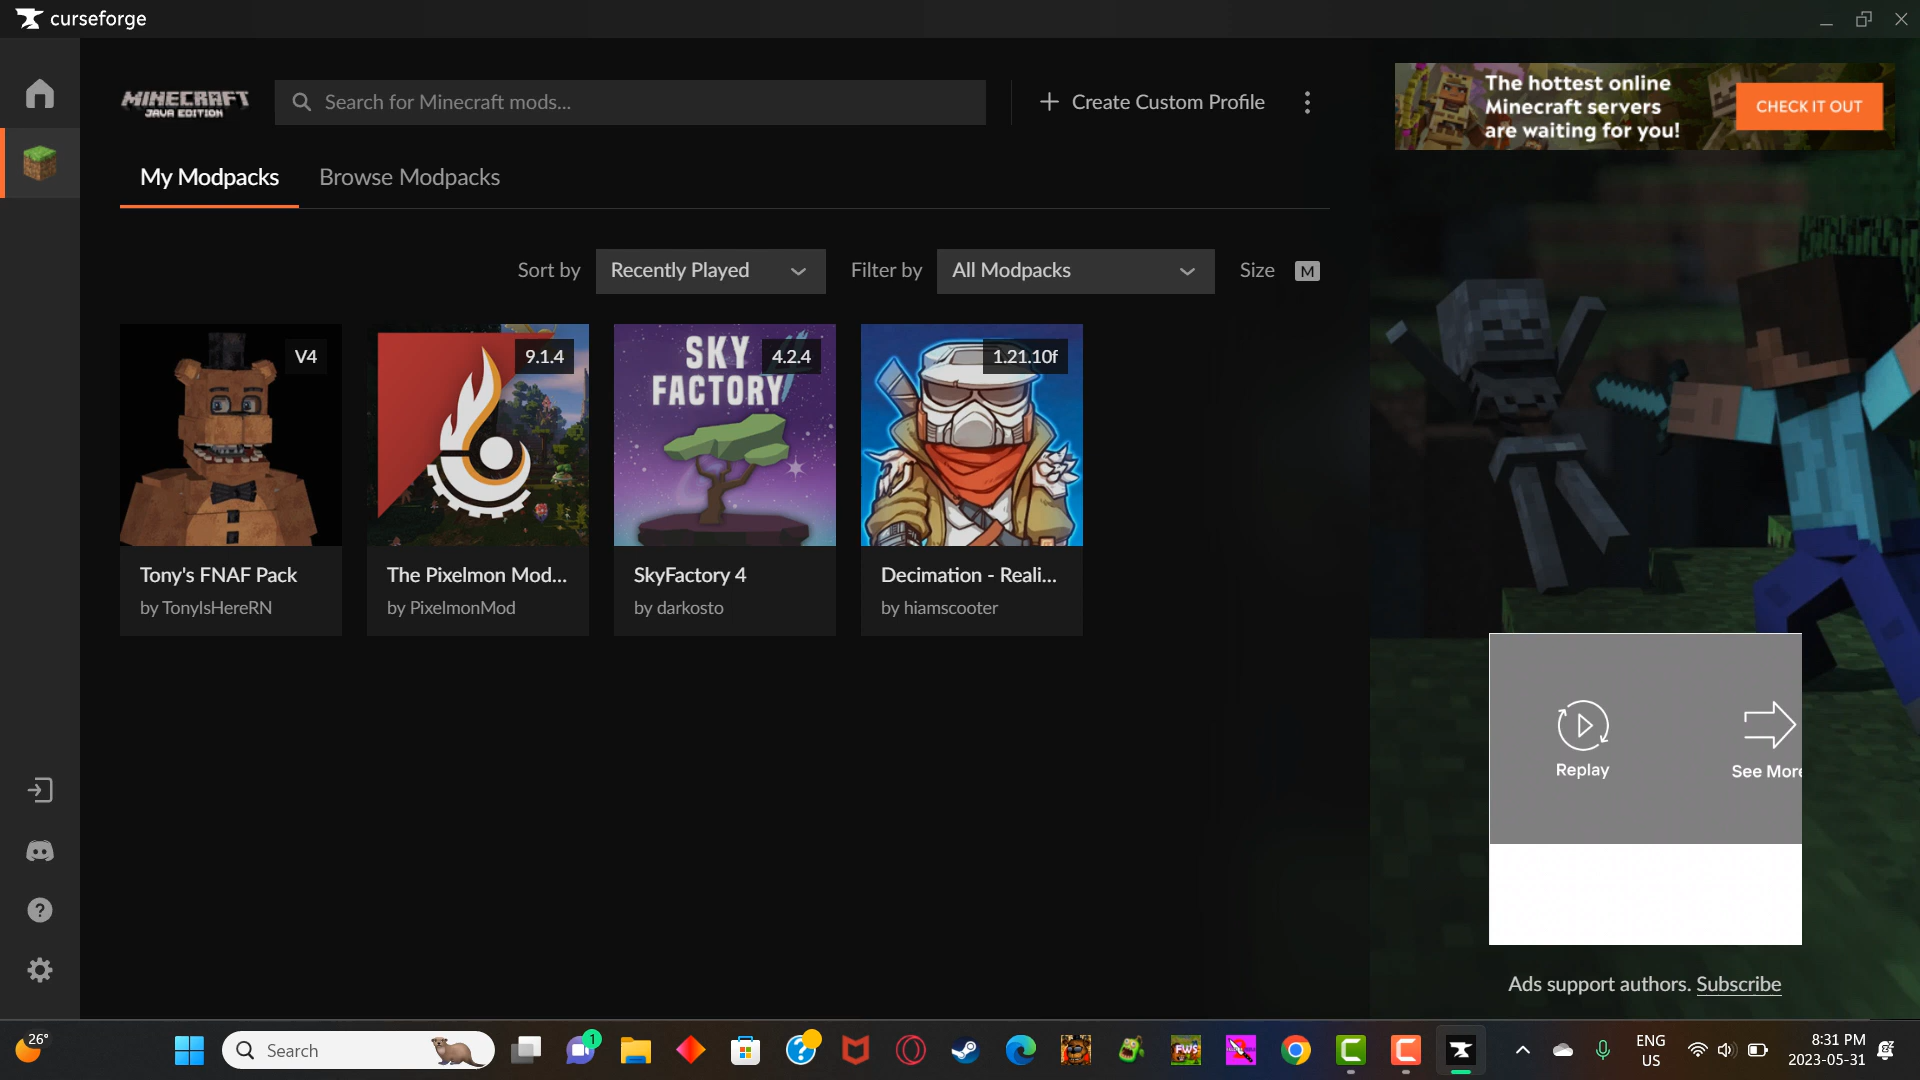 curseforge
MINECRAFT
JAVA EDITION
Search for Minecraft mods...
Create Custom Profile
The hottest online
Minecraft servers
are waiting for you!
CHECK IT OUT
My Modpacks
Browse Modpacks
Sort by
Recently Played
Filter by
All Modpacks
Size
M
V4
9.1.4
SKY
FACTORY
4.2.4
1.21.10f
Tony's FNAF Pack
by TonyIsHereRN
The Pixelmon Mod...
by PixelmonMod
SkyFactory 4
by darkosto
Decimation - Reali...
by hiamscooter
Replay
See More
Ads support authors. Subscribe
26°
Search
1
FWS
ENG
US
8:31 PM
2023-05-31